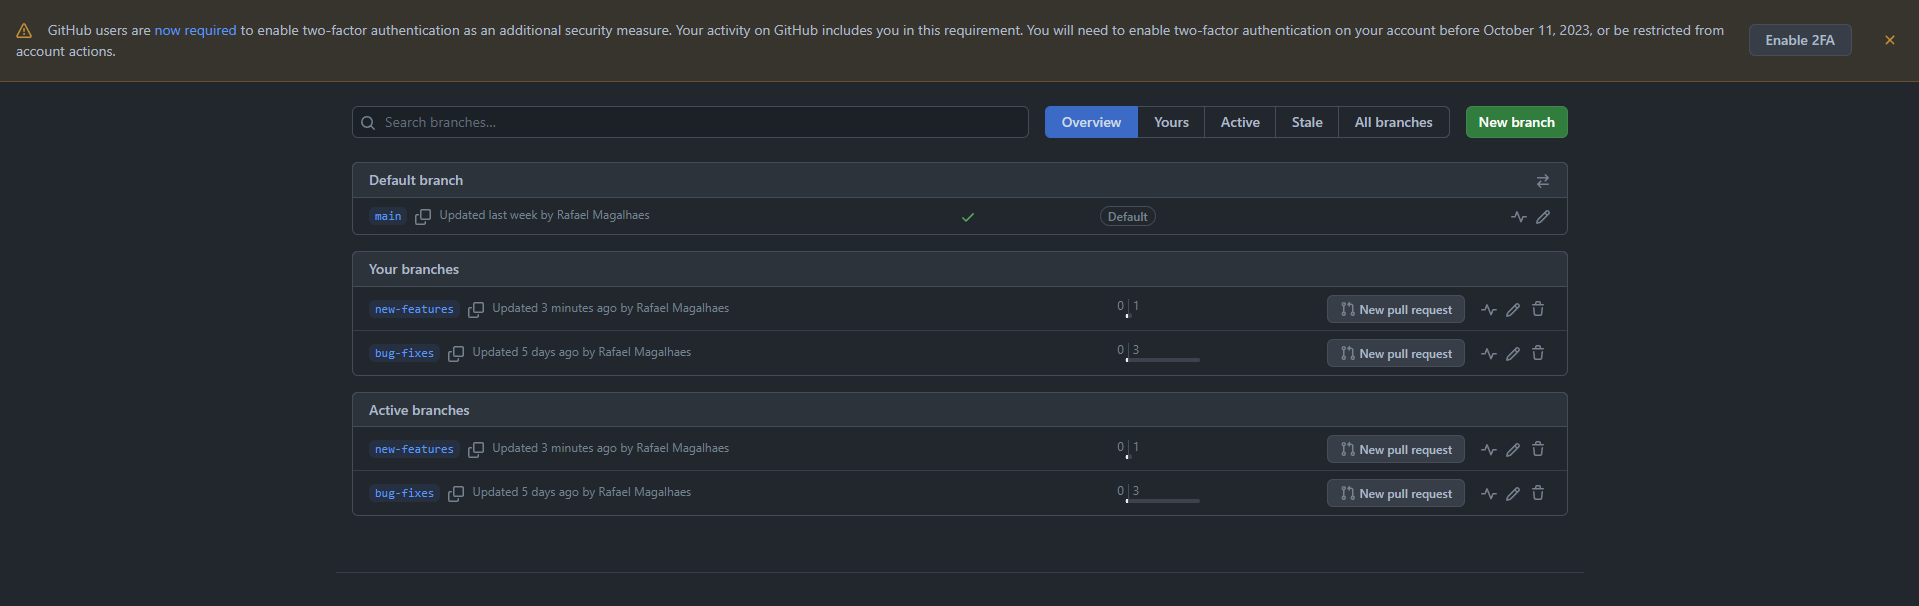 GitHub users are now required to enable two-factor authentication as an additional security measure. Your activity on GitHub includes you in this requirement. You will need to enable two-factor authentication on your account before October 11, 2023, or be restricted from
account actions.
Enable 2FA
Search branches...
Overview
Yours
Active
Stale
All branches
New branch
Default branch
main Updated last week by Rafael Magalhaes Default
Your branches
new-features Updated 3 minutes ago by Rafael Magalhaes 0 1 New pull request
bug-fixes Updated 5 days ago by Rafael Magalhaes 0 3 New pull request
Active branches
new-features Updated 3 minutes ago by Rafael Magalhaes 0 1 New pull request
bug-fixes Updated 5 days ago by Rafael Magalhaes 0 3 New pull request